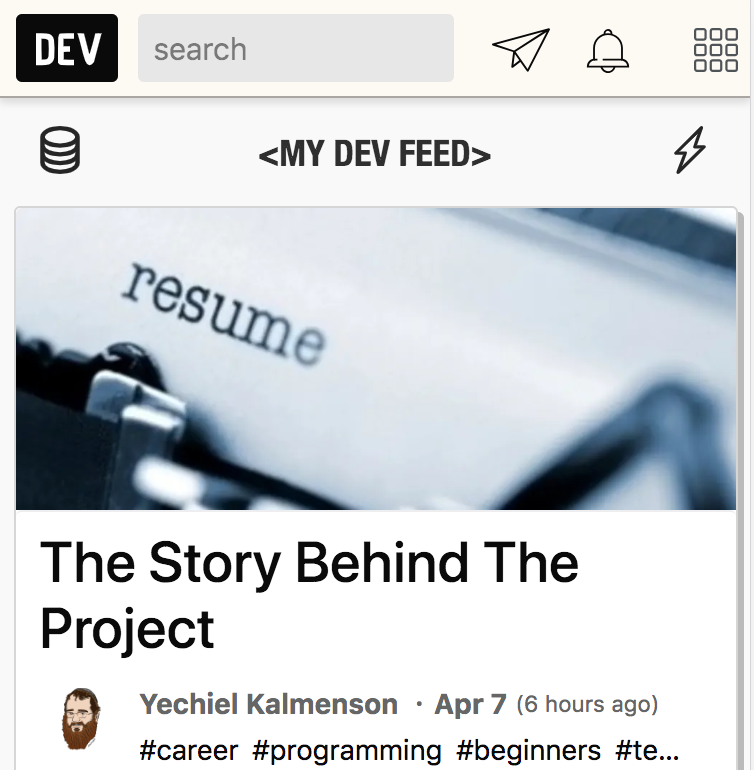 DEV search
<MY DEV FEED>
resume
The Story Behind The
Project
Yechiel Kalmenson · Apr 7 (6 hours ago)
#career #programming #beginners #te...